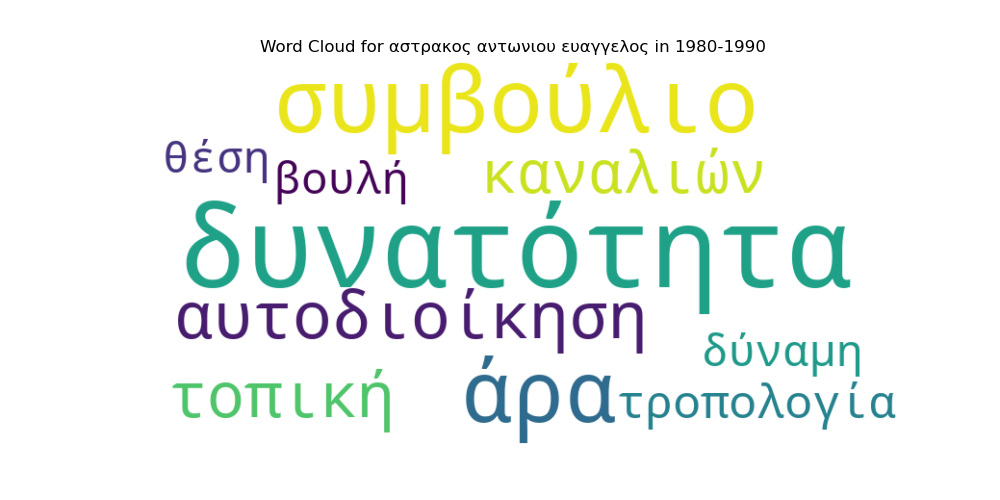 Word Cloud for αστρακος αντωνιου ευαγγελος in 1980-1990
συμβούλιο
θέση
βουλή
καναλιών
δυνατότητα
αυτοδιοίκηση
δύναμη
τοπική
άρα
τροπολογία